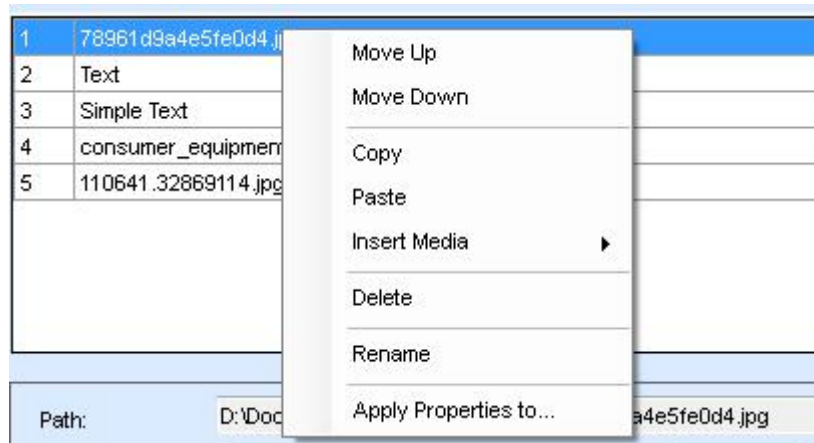 1 78961d9a4e5fe0d4.j
2 Text
3 Simple Text
4 consumer_equipmen
5 110641.32869114.jpg
Move Up
Move Down
Copy
Paste
Insert Media
Delete
Rename
Apply Properties to...
Path: D:\Doc a4e5fe0d4.jpg